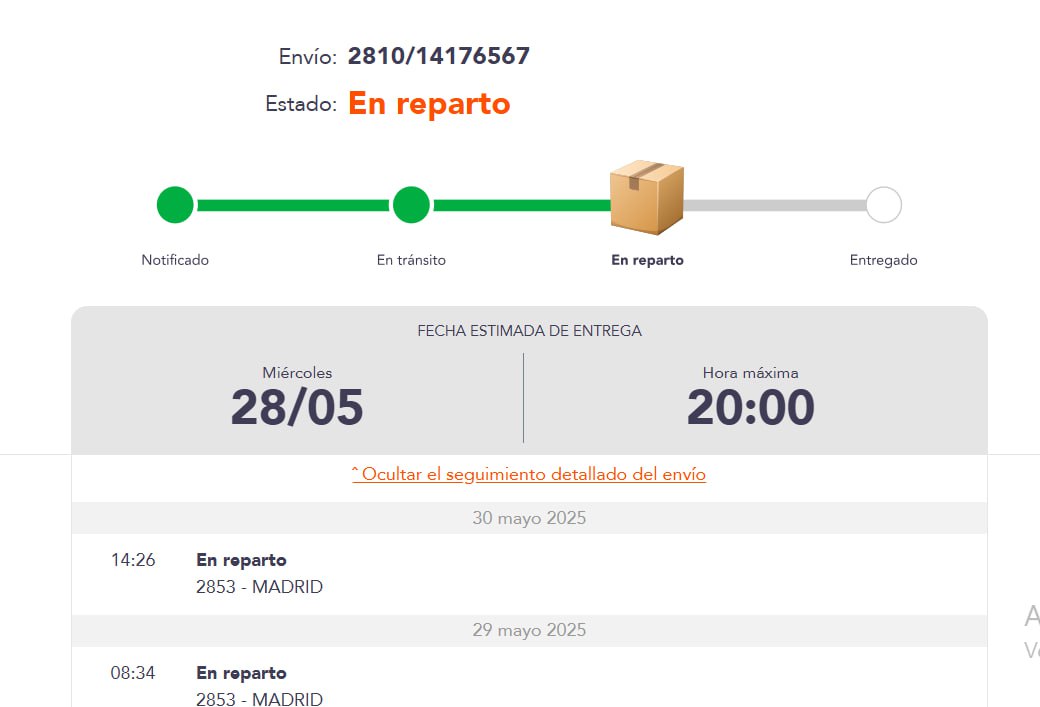 Envío: 2810/14176567
Estado: En reparto
Notificado En tránsito En reparto Entregado
FECHA ESTIMADA DE ENTREGA
Miércoles Hora máxima
28/05 20:00
ˆ Ocultar el seguimiento detallado del envío
30 mayo 2025
14:26 En reparto
2853 - MADRID
29 mayo 2025
08:34 En reparto
2853 - MADRID